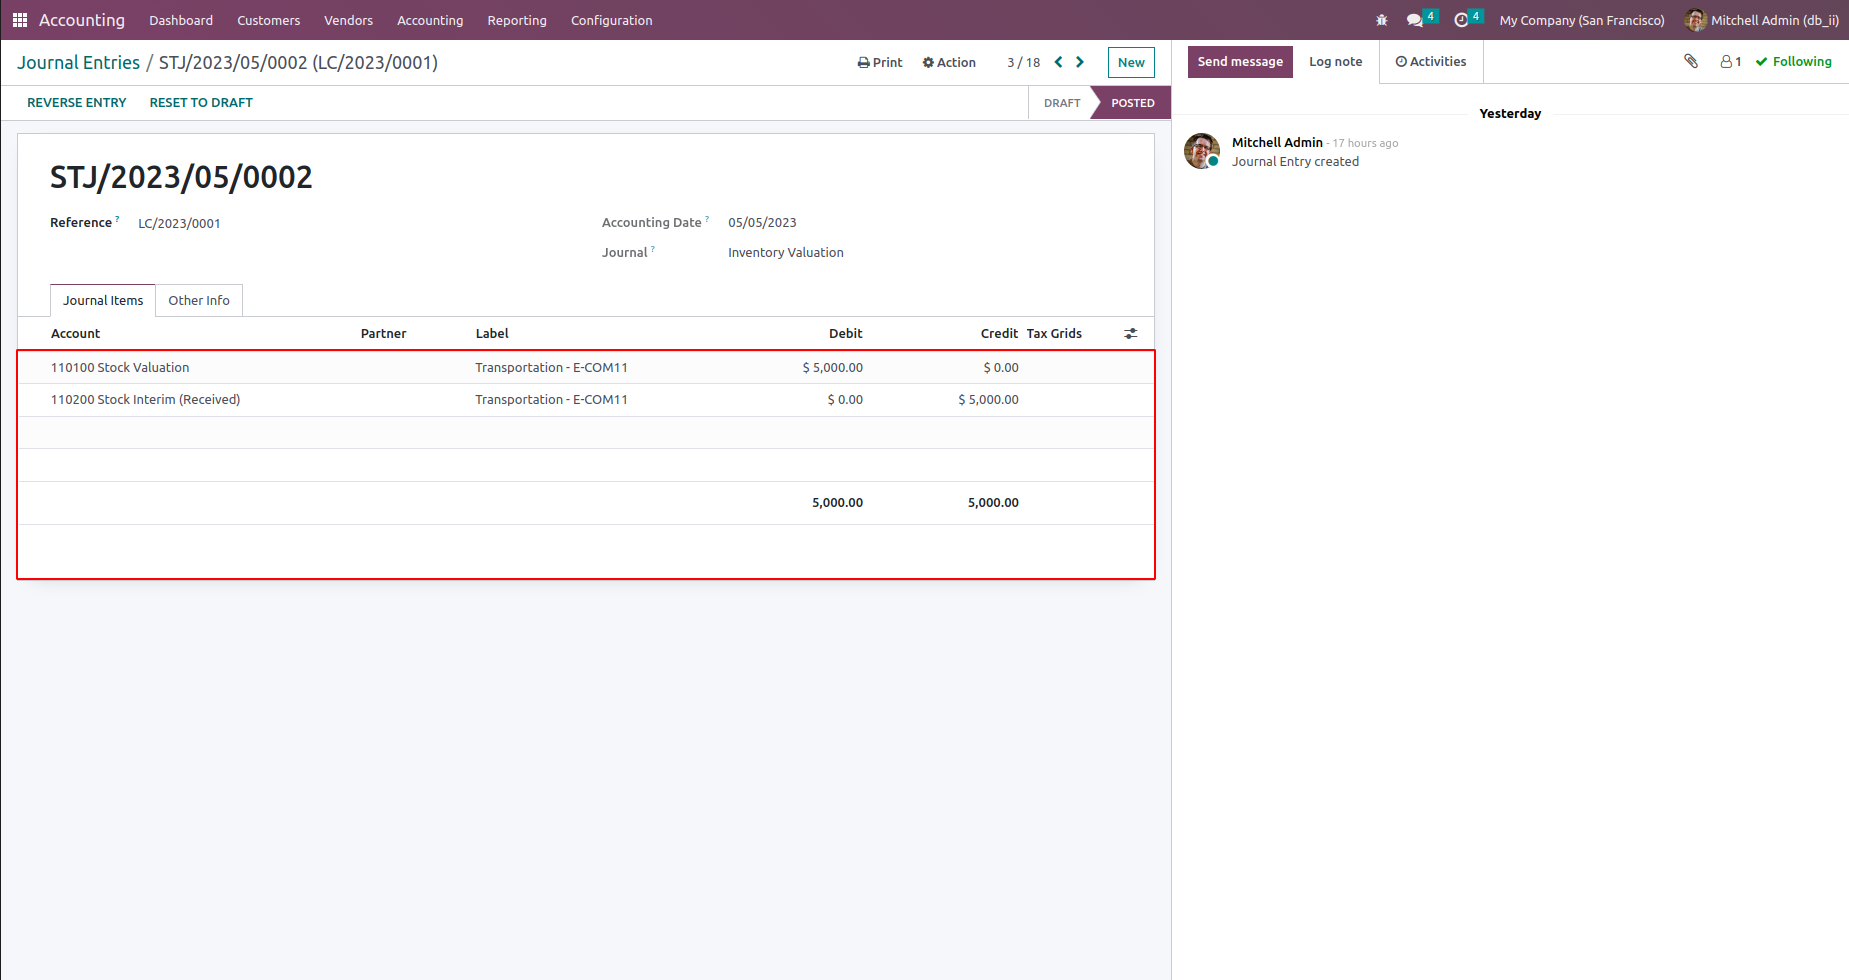 Accounting Dashboard Customers Vendors Accounting Reporting Configuration 4 4 My Company (San Francisco) Mitchell Admin (db_ii)
Journal Entries / STJ/2023/05/0002 (LC/2023/0001) Print Action 3 / 18 New
Send message Log note Activities 1 Following
REVERSE ENTRY RESET TO DRAFT DRAFT POSTED
Yesterday
Mitchell Admin - 17 hours ago
Journal Entry created
STJ/2023/05/0002
Reference ? LC/2023/0001 Accounting Date ? 05/05/2023
Journal ? Inventory Valuation
Journal Items Other Info
Account Partner Label Debit Credit Tax Grids
110100 Stock Valuation Transportation - E-COM11 $ 5,000.00 $ 0.00
110200 Stock Interim (Received) Transportation - E-COM11 $ 0.00 $ 5,000.00
5,000.00 5,000.00